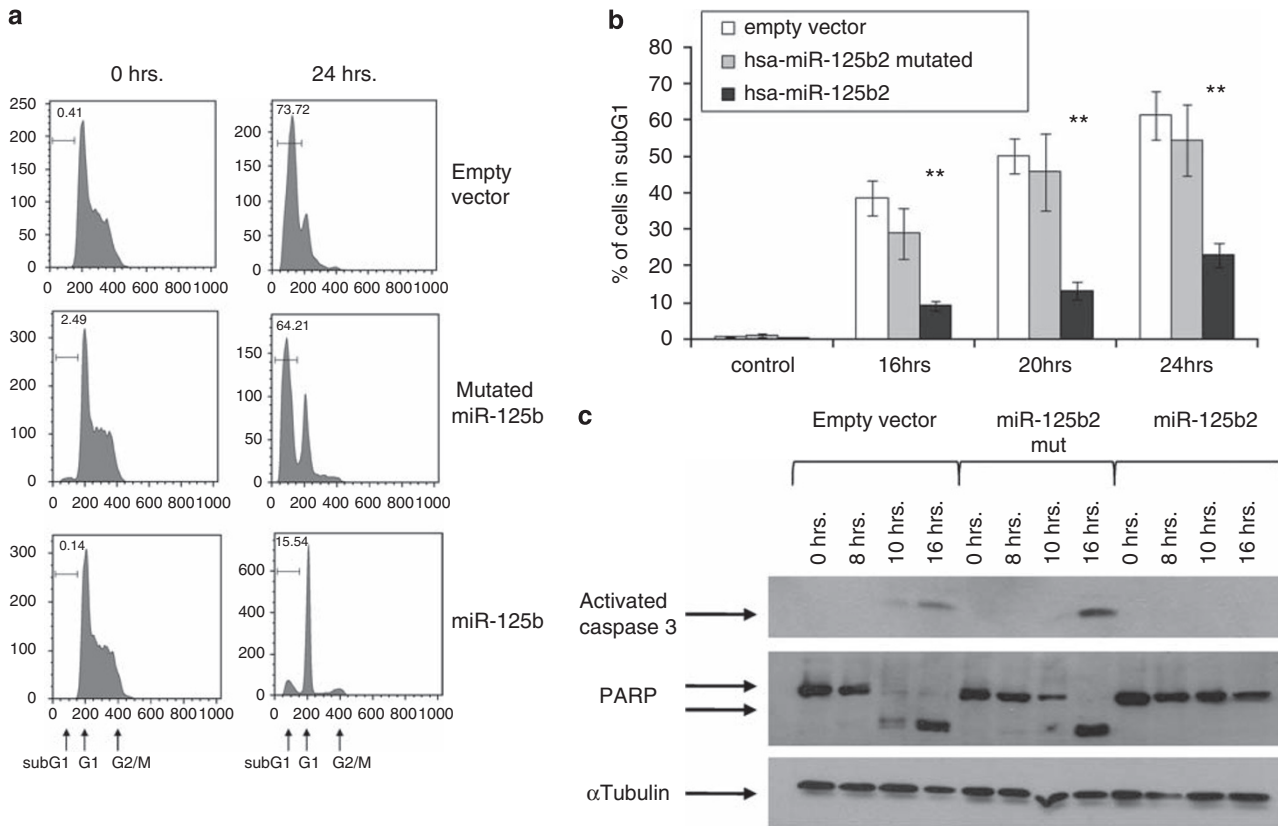 a
0 hrs.
24 hrs.
250
200
150
100
50
0
0.41
0 200 400 600 800 1000
200
150
100
50
0
73.72
0 200 400 600 8001000
Empty
vector
300
200
100
0
2.49
0 200 400 600 8001000
150
100
50
0
64.21
0 200 400 600 8001000
Mutated
miR-125b
300
200
100
0
0.14
0 200 400 600 8001000
600
400
200
0
15.54
0 200 400 600 8001000
miR-125b
subG1 G1 G2/M
subG1 G1 G2/M
b
empty vector
hsa-miR-125b2 mutated
hsa-miR-125b2
% of cells in subG1
80
70
60
50
40
30
20
10
0
**
**
**
control 16hrs 20hrs 24hrs
c
Empty vector
miR-125b2
mut
miR-125b2
0 hrs. 8 hrs. 10 hrs. 16 hrs. 0 hrs. 8 hrs. 10 hrs. 16 hrs. 0 hrs. 8 hrs. 10 hrs. 16 hrs.
Activated
caspase 3
PARP
αTubulin